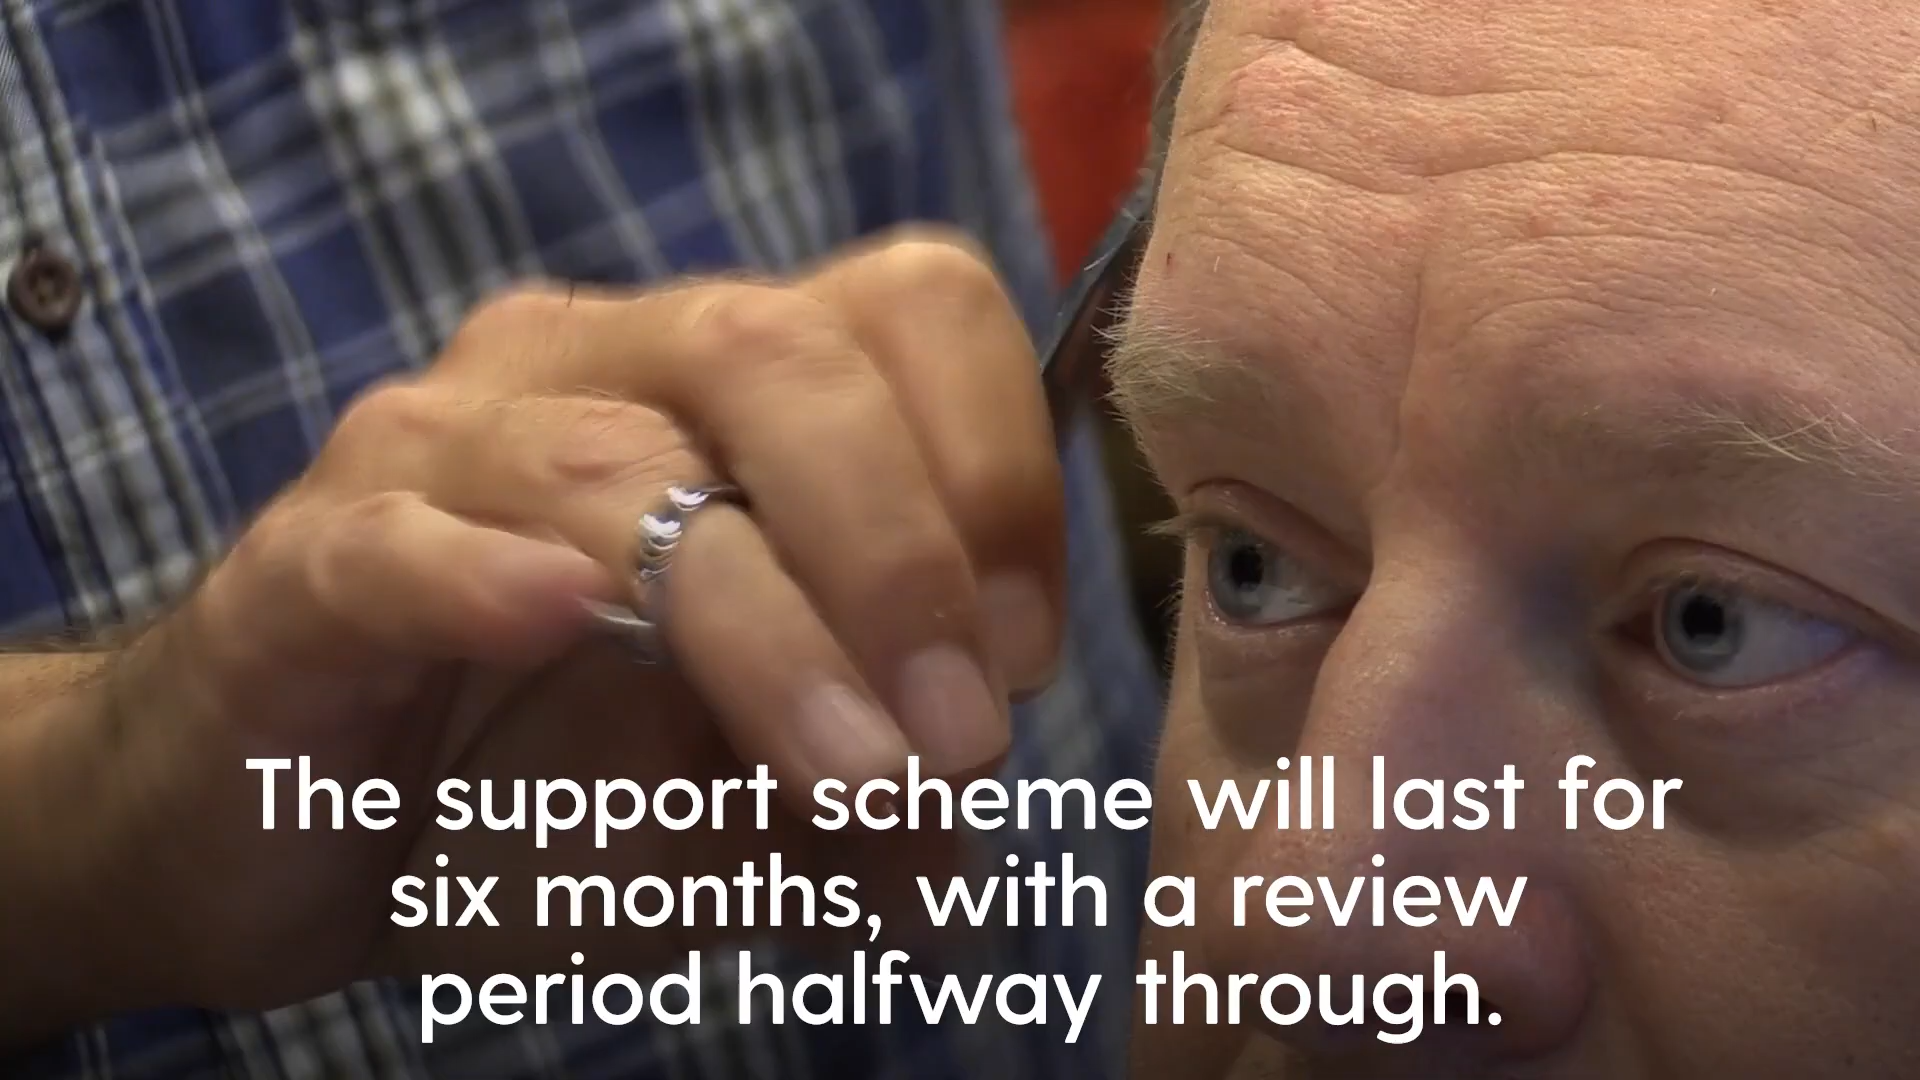 The support scheme will last for
six months, with a review
period halfway through.